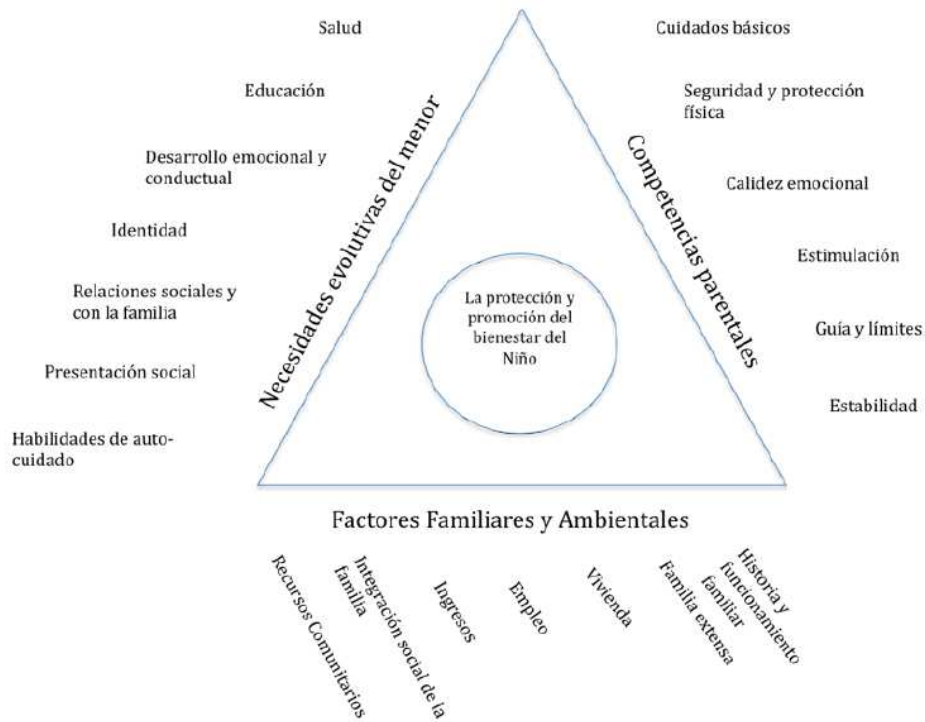 Salud
Educación
Desarrollo emocional y
conductual
Identidad
Relaciones sociales y
con la familia
Presentación social
Habilidades de auto-
cuidado
Necesidades evolutivas del menor
La protección y
promoción del
bienestar del
Niño
Competencias parentales
Cuidados básicos
Seguridad y protección
física
Calidez emocional
Estimulación
Guía y límites
Estabilidad
Factores Familiares y Ambientales
Recursos Comunitarios
Integración social de la
familia
Ingresos
Empleo
Vivienda
Familia extensa
Historia y
funcionamiento
familiar